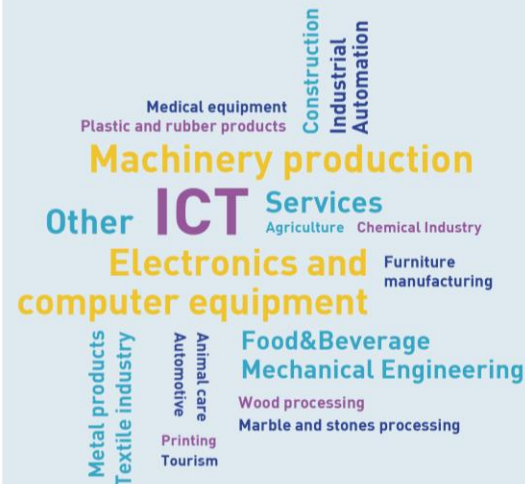 Construction
Industrial
Automation
Medical equipment
Plastic and rubber products
Machinery production
Other
ICT
Services
Agriculture
Chemical Industry
Electronics and
computer equipment
Furniture
manufacturing
Metal products
Textile industry
Automotive
Animal care
Food&Beverage
Mechanical Engineering
Wood processing
Marble and stones processing
Printing
Tourism